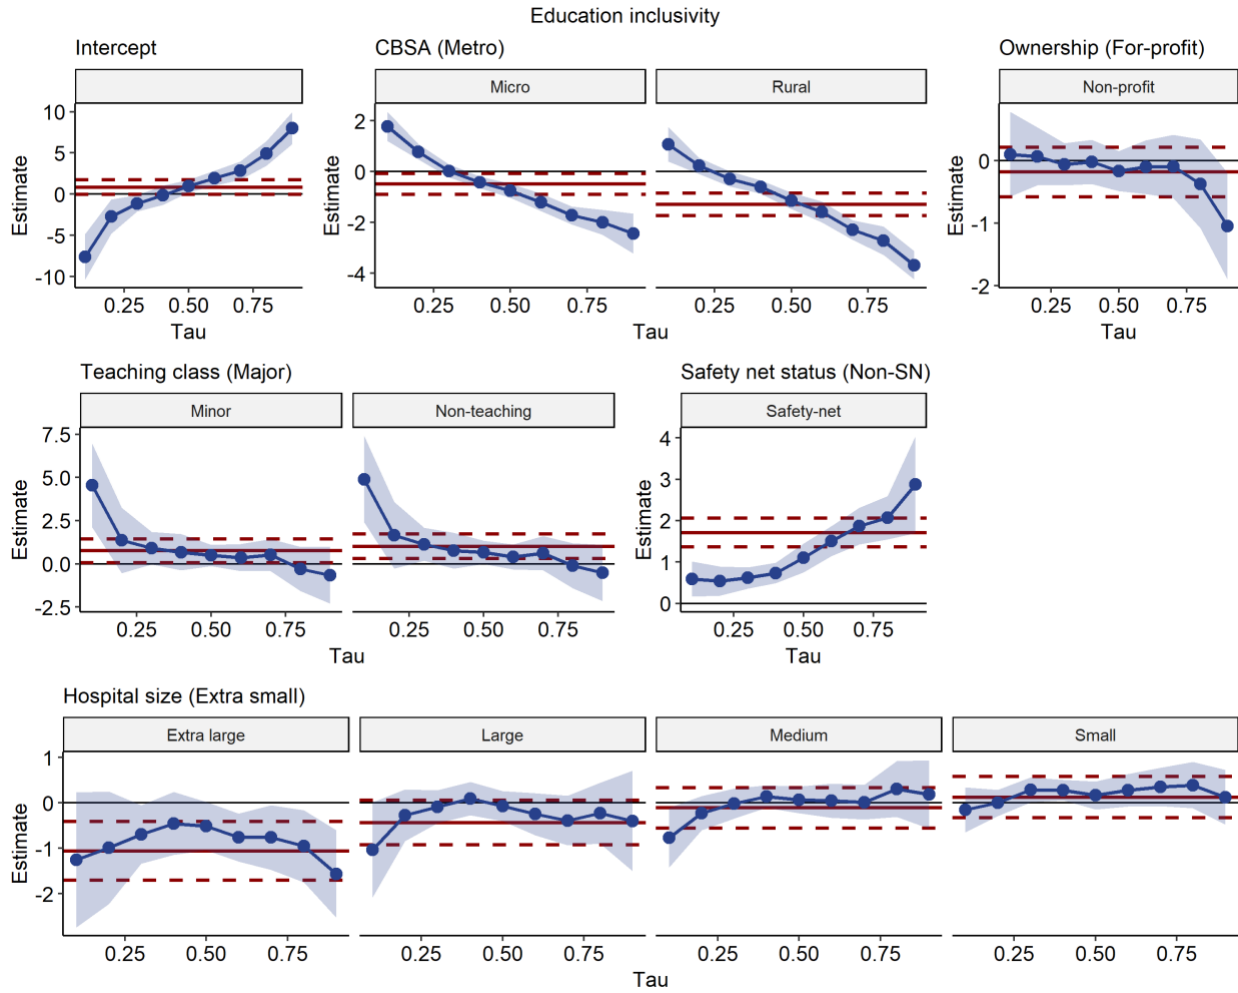 Education inclusivity
Intercept
CBSA (Metro)
Ownership (For-profit)
Micro
Rural
Non-profit
Estimate
10
5
0
-5
-10
0.25 0.50 0.75
Tau
Estimate
2
0
-2
-4
0.25 0.50 0.75
0.25 0.50 0.75
Tau
Estimate
0
-1
-2
0.25 0.50 0.75
Tau
Teaching class (Major)
Safety net status (Non-SN)
Minor
Non-teaching
Safety-net
Estimate
7.5
5.0
2.5
0.0
-2.5
0.25 0.50 0.75
0.25 0.50 0.75
Tau
Estimate
4
3
2
1
0
0.25 0.50 0.75
Tau
Hospital size (Extra small)
Extra large
Large
Medium
Small
Estimate
1
0
-1
-2
0.25 0.50 0.75
0.25 0.50 0.75
0.25 0.50 0.75
0.25 0.50 0.75
Tau